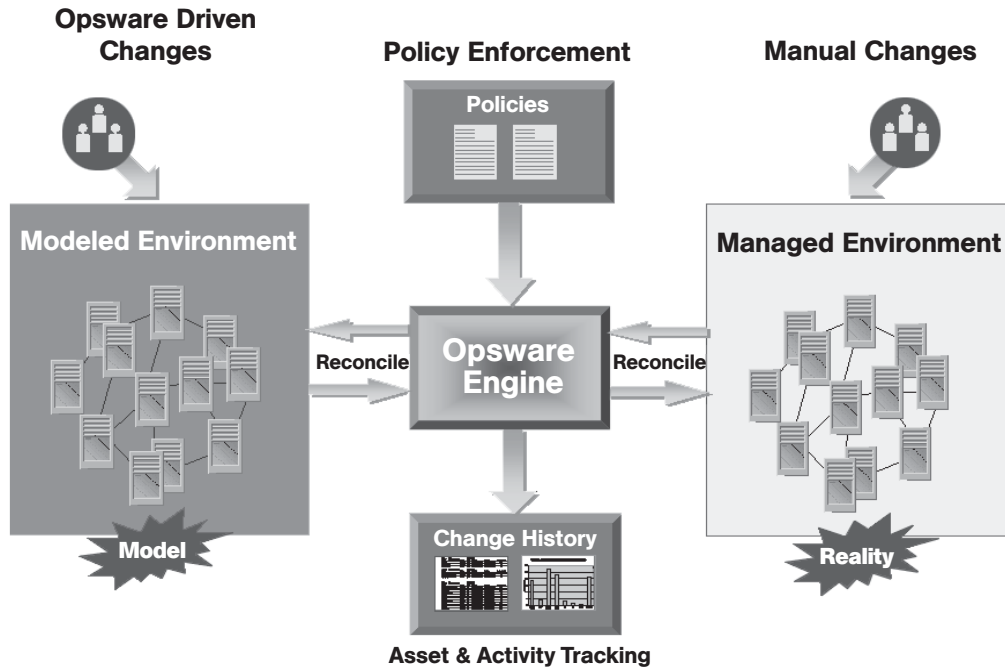 Opsware Driven
Changes
Policy Enforcement
Manual Changes
Policies
Modeled Environment
Managed Environment
Reconcile
Opsware
Engine
Reconcile
Change History
Model
Reality
Asset & Activity Tracking